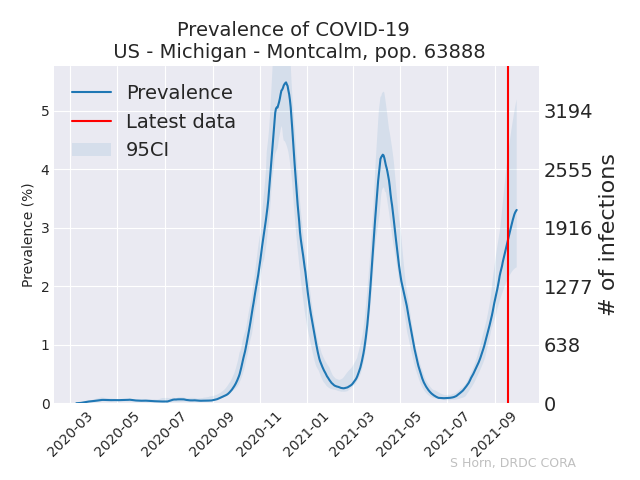 Prevalence of COVID-19
US - Michigan - Montcalm, pop. 63888
Prevalence
Latest data
95CI
Prevalence (%)
5
4
3
2
1
0
3194
2555
1916
1277
638
0
# of infections
2020-03
2020-05
2020-07
2020-09
2020-11
2021-01
2021-03
2021-05
2021-07
2021-09
S Horn, DRDC CORA